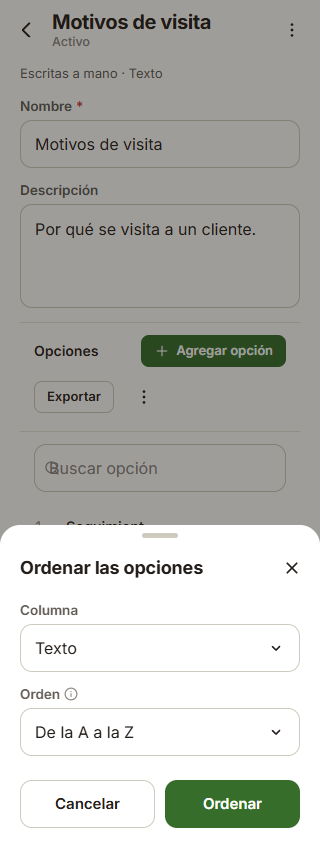 Motivos de visita
Activo
Escritas a mano · Texto
Nombre *
Motivos de visita
Descripción
Por qué se visita a un cliente.
Opciones
Agregar opción
Exportar
Buscar opción
Ordenar las opciones
Columna
Texto
Orden
De la A a la Z
Cancelar
Ordenar